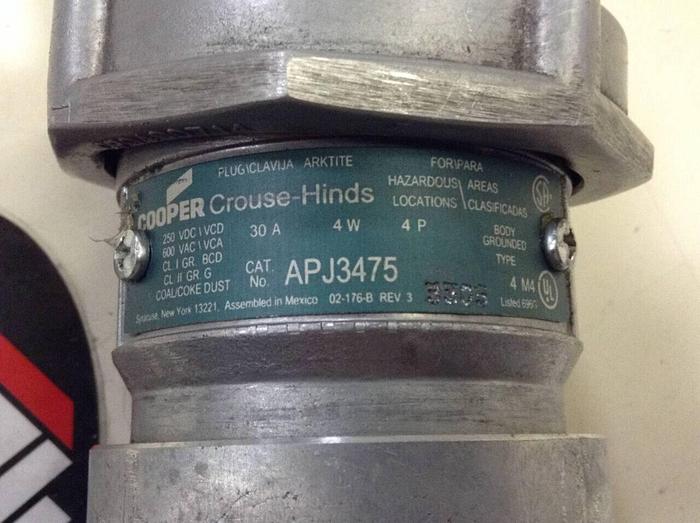 PLUG\CLAVIJA ARKTITE
FOR\PARA
HAZARDOUS\AREAS
LOCATIONS\CLASIFICADAS
SA
COOPER Crouse-Hinds
250 VDC\VCD
30 A 4 W 4 P
600 VAC\VCA
CL I GR. BCD
CL II GR. G
COAL/COKE DUST
CAT. No. APJ3475
BODY
GROUNDED
TYPE
4 M4
UL
Syracuse, New York 13221, Assembled in Mexico 02-176-B REV 3
Listed